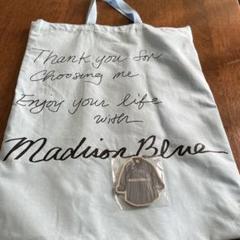 Thank you for
Choosing me
Enjoy your life
with
Madison Blue